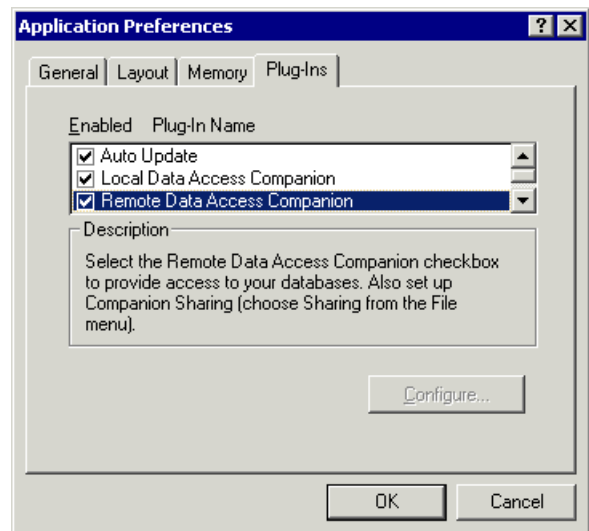 Application Preferences
General Layout Memory Plug-Ins
Enabled Plug-In Name
Auto Update
Local Data Access Companion
Remote Data Access Companion
Description
Select the Remote Data Access Companion checkbox
to provide access to your databases. Also set up
Companion Sharing (choose Sharing from the File
menu).
Configure...
OK Cancel